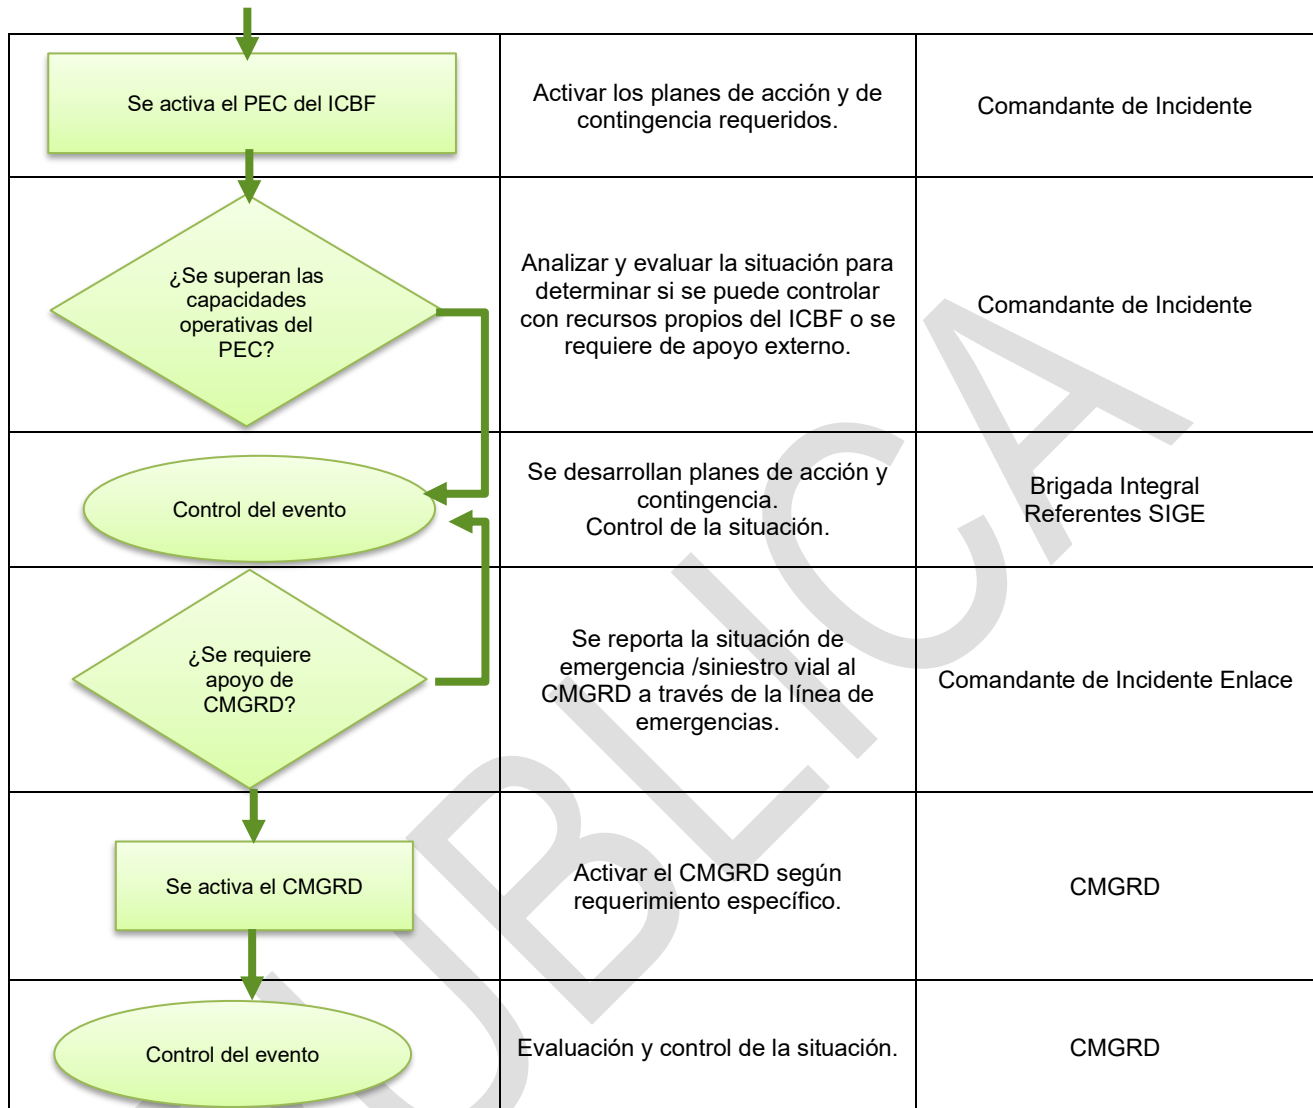 Se activa el PEC del ICBF
Activar los planes de acción y de
contingencia requeridos.
Comandante de Incidente
¿Se superan las
capacidades
operativas del
PEC?
Analizar y evaluar la situación para
determinar si se puede controlar
con recursos propios del ICBF o se
requiere de apoyo externo.
Comandante de Incidente
Control del evento
Se desarrollan planes de acción y
contingencia.
Control de la situación.
Brigada Integral
Referentes SIGE
¿Se requiere
apoyo de
CMGRD?
Se reporta la situación de
emergencia /siniestro vial al
CMGRD a través de la línea de
emergencias.
Comandante de Incidente Enlace
Se activa el CMGRD
Activar el CMGRD según
requerimiento específico.
CMGRD
Control del evento
Evaluación y control de la situación.
CMGRD
UBLICA